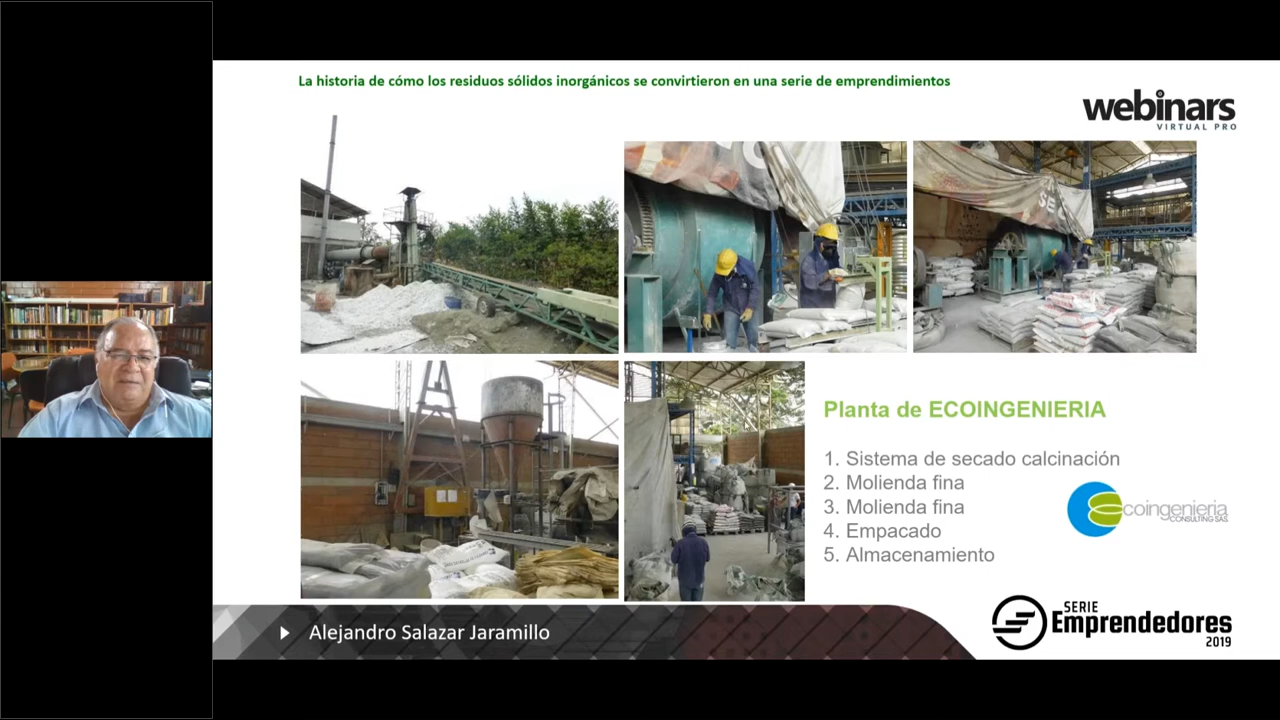 La historia de cómo los residuos sólidos inorgánicos se convirtieron en una serie de emprendimientos
webinars
VIRTUAL PRO
Planta de ECOINGENIERIA
1. Sistema de secado calcinación
2. Molienda fina
3. Molienda fina
4. Empacado
5. Almacenamiento
ecoingenieria
CONSULTING SAS
Alejandro Salazar Jaramillo
SERIE
Emprendedores
2019